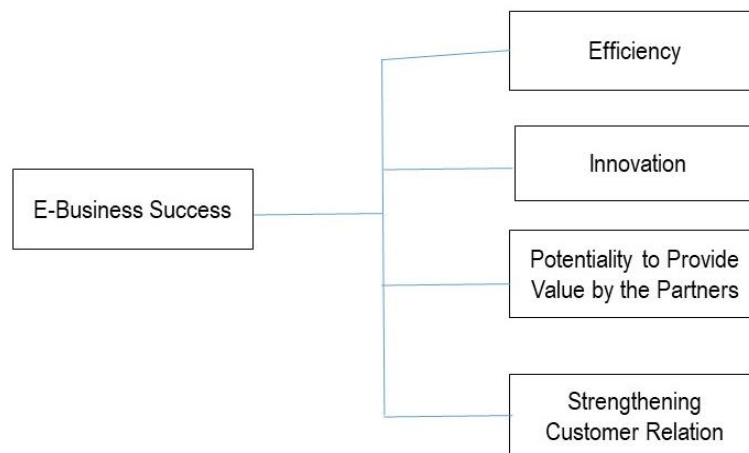 Efficiency
Innovation
E-Business Success
Potentiality to Provide
Value by the Partners
Strengthening
Customer Relation